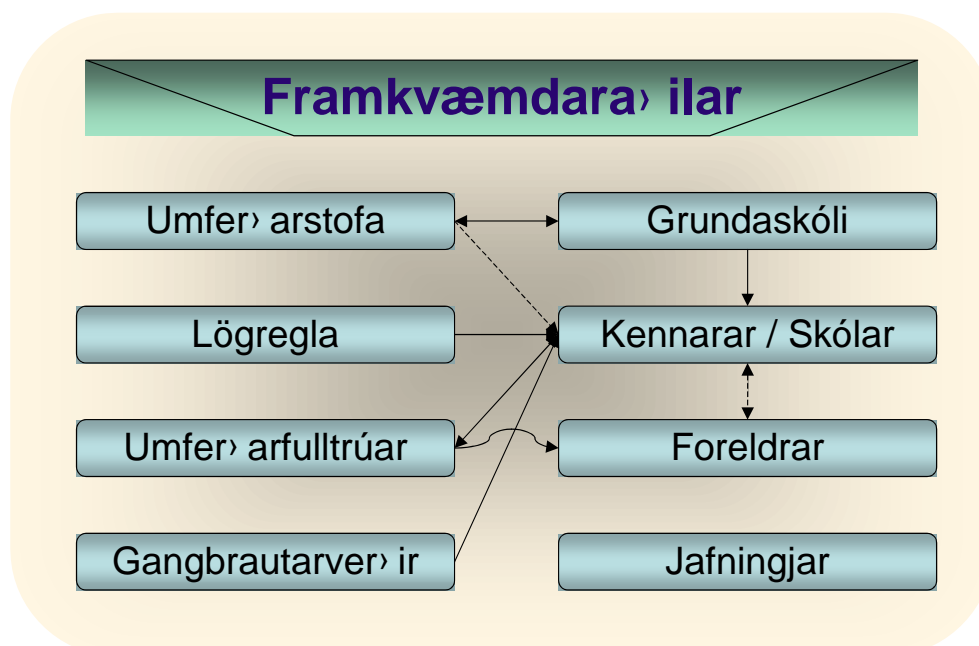 Framkvæmdara› ilar
Umfer› arstofa
Grundaskóli
Lögregla
Kennarar / Skólar
Umfer› arfulltrúar
Foreldrar
Gangbrautarver› ir
Jafningjar